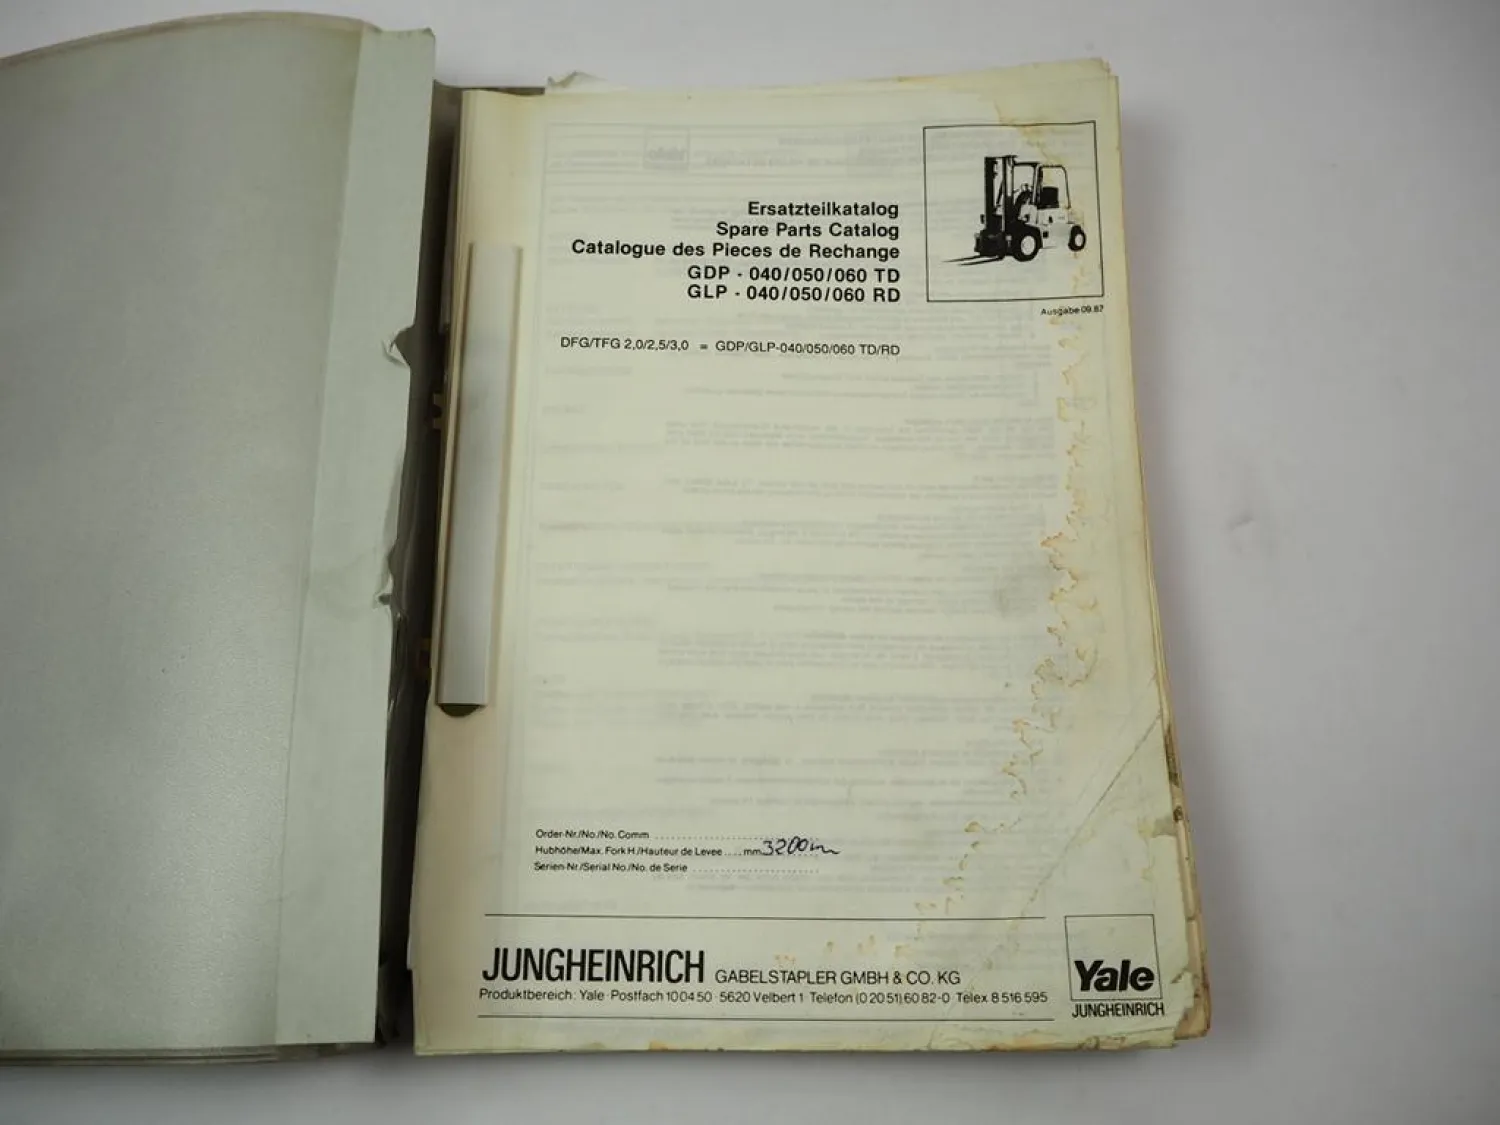 Ersatzteilkatalog
Spare Parts Catalog
Catalogue des Pieces de Rechange
GDP - 040/050/060 TD
GLP - 040/050/060 RD
Ausgabe 09.87
DFG/TFG 2,0/2,5/3,0 = GDP/GLP-040/050/060 TD/RD
Order-Nr./No./No. Comm ........................
Hubhöhe/Max. Fork H./Hauteur de Levee .... mm 3200 m
Serien-Nr./Serial No./No. de Serie ........................
JUNGHEINRICH GABELSTAPLER GMBH & CO. KG
Produktbereich: Yale · Postfach 10 04 50 · 5620 Velbert 1 · Telefon (0 20 51) 60 82-0 · Telex 8 516 595
Yale
JUNGHEINRICH